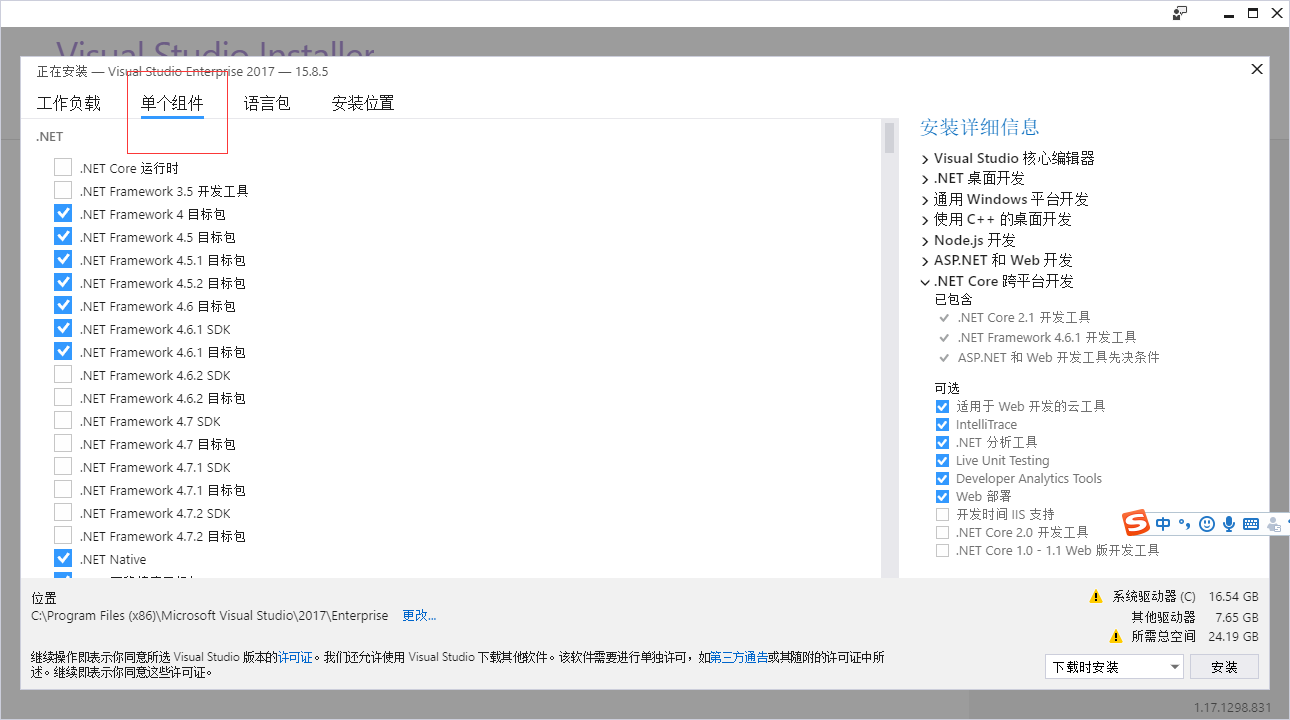 Visual Studio Installer
正在安装 — Visual Studio Enterprise 2017 — 15.8.5
工作负载 单个组件 语言包 安装位置
.NET
.NET Core 运行时
.NET Framework 3.5 开发工具
.NET Framework 4 目标包
.NET Framework 4.5 目标包
.NET Framework 4.5.1 目标包
.NET Framework 4.5.2 目标包
.NET Framework 4.6 目标包
.NET Framework 4.6.1 SDK
.NET Framework 4.6.1 目标包
.NET Framework 4.6.2 SDK
.NET Framework 4.6.2 目标包
.NET Framework 4.7 SDK
.NET Framework 4.7 目标包
.NET Framework 4.7.1 SDK
.NET Framework 4.7.1 目标包
.NET Framework 4.7.2 SDK
.NET Framework 4.7.2 目标包
.NET Native
安装详细信息
Visual Studio 核心编辑器
.NET 桌面开发
通用 Windows 平台开发
使用 C++ 的桌面开发
Node.js 开发
ASP.NET 和 Web 开发
.NET Core 跨平台开发
已包含
.NET Core 2.1 开发工具
.NET Framework 4.6.1 开发工具
ASP.NET 和 Web 开发工具先决条件
可选
适用于 Web 开发的云工具
IntelliTrace
.NET 分析工具
Live Unit Testing
Developer Analytics Tools
Web 部署
开发时间 IIS 支持
.NET Core 2.0 开发工具
.NET Core 1.0 - 1.1 Web 版开发工具
S 中
位置
C:\Program Files (x86)\Microsoft Visual Studio\2017\Enterprise 更改...
继续操作即表示你同意所选 Visual Studio 版本的许可证。我们还允许使用 Visual Studio 下载其他软件。该软件需要进行单独许可，如第三方通告或其随附的许可证中所
述。继续即表示你同意这些许可证。
系统驱动器 (C) 16.54 GB
其他驱动器 7.65 GB
所需总空间 24.19 GB
下载时安装 安装
1.17.1298.831